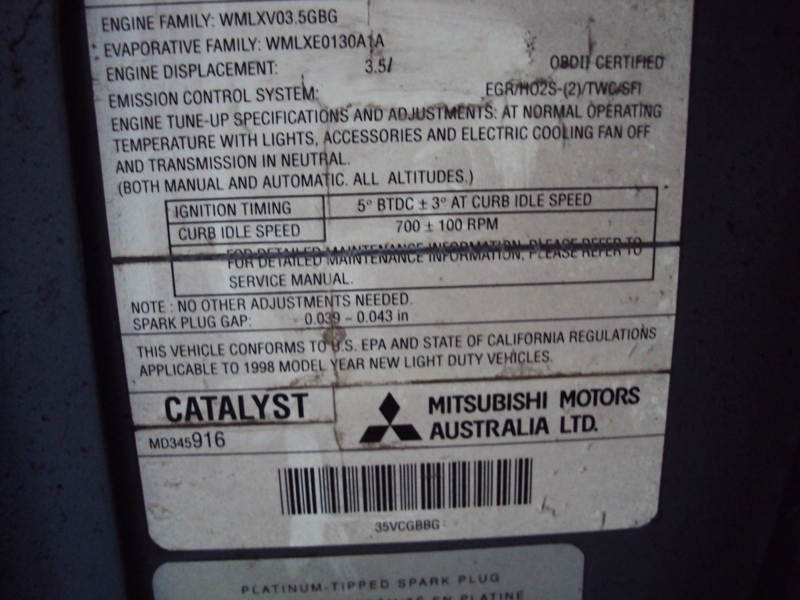 ENGINE FAMILY: WMLXV03.5GBG
EVAPORATIVE FAMILY: WMLXE0130A1A
ENGINE DISPLACEMENT: 3.5l OBDII CERTIFIED
EMISSION CONTROL SYSTEM: EGR/HO2S-(2)/TWC/SFI
ENGINE TUNE-UP SPECIFICATIONS AND ADJUSTMENTS: AT NORMAL OPERATING
TEMPERATURE WITH LIGHTS, ACCESSORIES AND ELECTRIC COOLING FAN OFF
AND TRANSMISSION IN NEUTRAL.
(BOTH MANUAL AND AUTOMATIC. ALL ALTITUDES.)
IGNITION TIMING 5° BTDC ± 3° AT CURB IDLE SPEED
CURB IDLE SPEED 700 ± 100 RPM
FOR DETAILED MAINTENANCE INFORMATION, PLEASE REFER TO
SERVICE MANUAL.
NOTE : NO OTHER ADJUSTMENTS NEEDED.
SPARK PLUG GAP: 0.039 ~ 0.043 in
THIS VEHICLE CONFORMS TO U.S. EPA AND STATE OF CALIFORNIA REGULATIONS
APPLICABLE TO 1998 MODEL YEAR NEW LIGHT DUTY VEHICLES.
CATALYST
MD345916
MITSUBISHI MOTORS
AUSTRALIA LTD.
35VCGBBG
PLATINUM-TIPPED SPARK PLUG
EN PLATINE